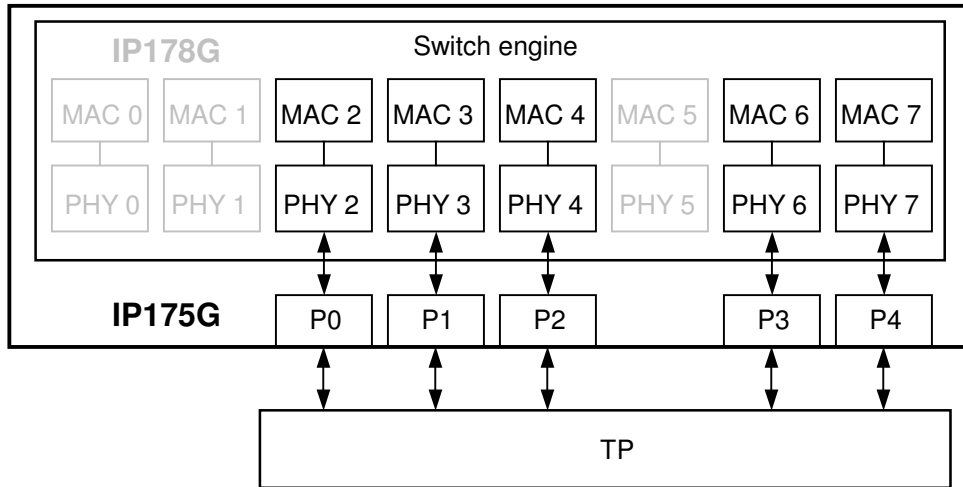 IP178G
Switch engine
MAC 0 MAC 1 MAC 2 MAC 3 MAC 4 MAC 5 MAC 6 MAC 7
PHY 0 PHY 1 PHY 2 PHY 3 PHY 4 PHY 5 PHY 6 PHY 7
IP175G
P0 P1 P2 P3 P4
TP